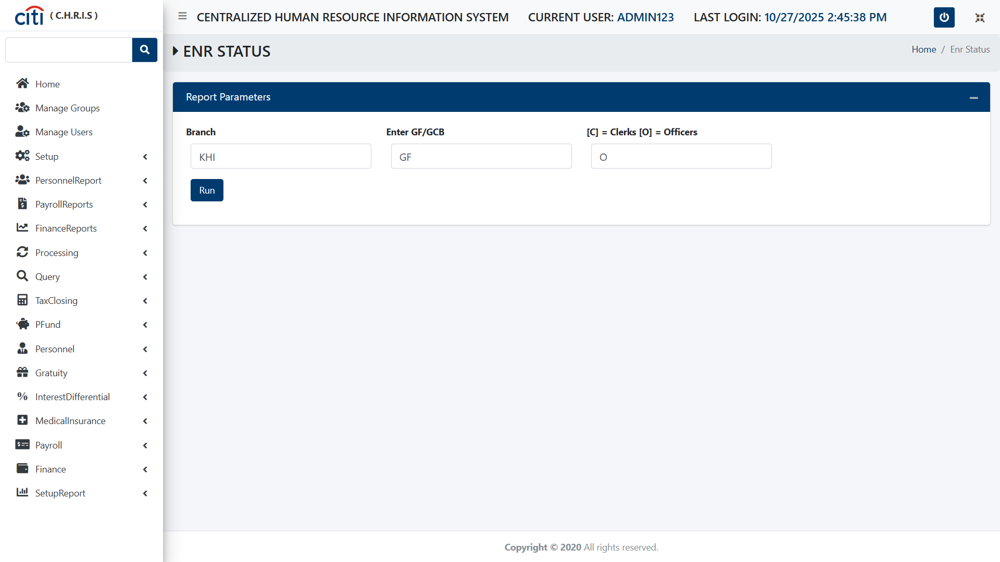 citi ( C.H.R.I.S )
CENTRALIZED HUMAN RESOURCE INFORMATION SYSTEM CURRENT USER: ADMIN123 LAST LOGIN: 10/27/2025 2:45:38 PM
ENR STATUS
Home / Enr Status
Home
Manage Groups
Manage Users
Setup
PersonnelReport
PayrollReports
FinanceReports
Processing
Query
TaxClosing
PFund
Personnel
Gratuity
% InterestDifferential
MedicalInsurance
Payroll
Finance
SetupReport
Report Parameters
Branch Enter GF/GCB [C] = Clerks [O] = Officers
KHI GF O
Run
Copyright © 2020 All rights reserved.